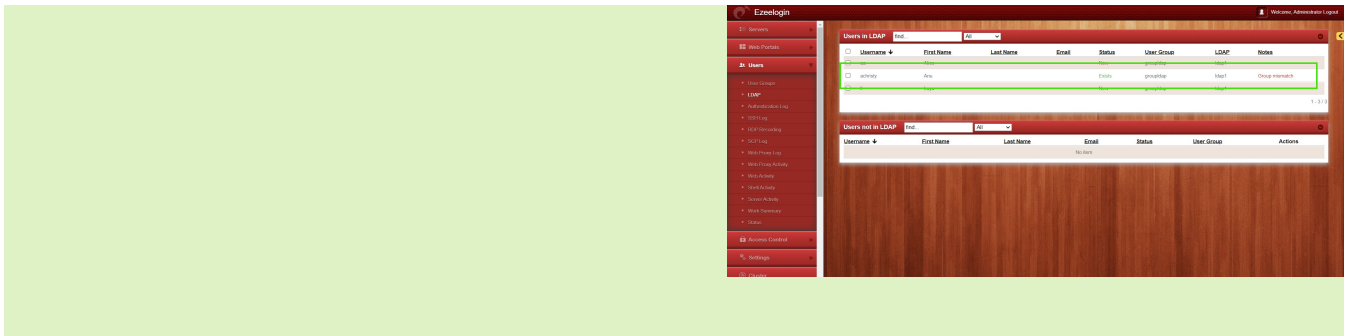 Ezeelogin
Welcome, Administrator Logout
Servers
Web Portals
Users
User Groups
LDAP
Authentication Log
SSH Log
RDP Recording
SCP Log
Web Proxy Log
Web Proxy Activity
Web Activity
Shell Activity
Server Activity
Work Summary
Status
Access Control
Settings
Cluster
Users in LDAP find.. All
Username First Name Last Name Email Status User Group LDAP Notes
achristy Anu Exists groupldap ldap1 Group mismatch
1 - 3 / 3
Users not in LDAP find.. All
Username First Name Last Name Email Status User Group Actions
No item